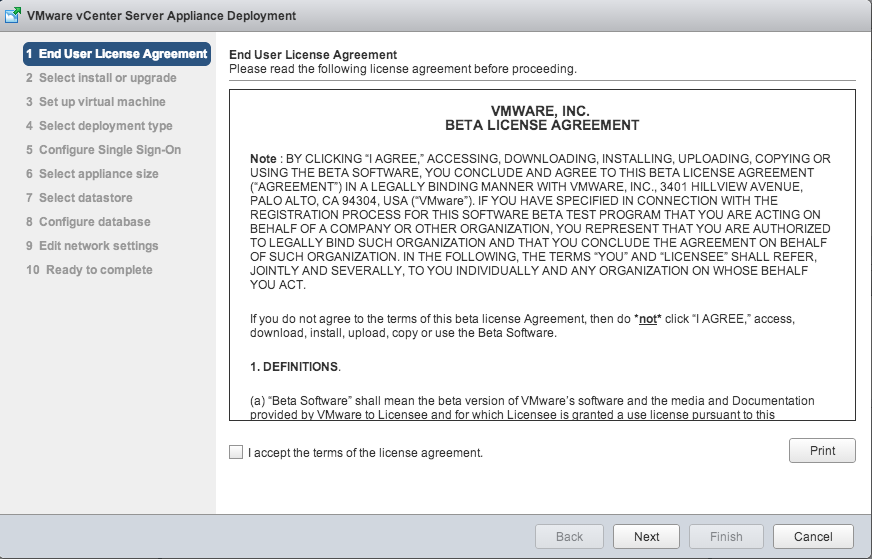 VMware vCenter Server Appliance Deployment
1 End User License Agreement
2 Select install or upgrade
3 Set up virtual machine
4 Select deployment type
5 Configure Single Sign-On
6 Select appliance size
7 Select datastore
8 Configure database
9 Edit network settings
10 Ready to complete
End User License Agreement
Please read the following license agreement before proceeding.
VMWARE, INC.
BETA LICENSE AGREEMENT
Note : BY CLICKING “I AGREE,” ACCESSING, DOWNLOADING, INSTALLING, UPLOADING, COPYING OR
USING THE BETA SOFTWARE, YOU CONCLUDE AND AGREE TO THIS BETA LICENSE AGREEMENT
(“AGREEMENT”) IN A LEGALLY BINDING MANNER WITH VMWARE, INC., 3401 HILLVIEW AVENUE,
PALO ALTO, CA 94304, USA (“VMware”). IF YOU HAVE SPECIFIED IN CONNECTION WITH THE
REGISTRATION PROCESS FOR THIS SOFTWARE BETA TEST PROGRAM THAT YOU ARE ACTING ON
BEHALF OF A COMPANY OR OTHER ORGANIZATION, YOU REPRESENT THAT YOU ARE AUTHORIZED
TO LEGALLY BIND SUCH ORGANIZATION AND THAT YOU CONCLUDE THE AGREEMENT ON BEHALF
OF SUCH ORGANIZATION. IN THE FOLLOWING, THE TERMS “YOU” AND “LICENSEE” SHALL REFER,
JOINTLY AND SEVERALLY, TO YOU INDIVIDUALLY AND ANY ORGANIZATION ON WHOSE BEHALF
YOU ACT.
If you do not agree to the terms of this beta license Agreement, then do *not* click “I AGREE,” access,
download, install, upload, copy or use the Beta Software.
1. DEFINITIONS.
(a) “Beta Software” shall mean the beta version of VMware’s software and the media and Documentation
provided by VMware to Licensee and for which Licensee is granted a use license pursuant to this
I accept the terms of the license agreement.
Print
Back
Next
Finish
Cancel